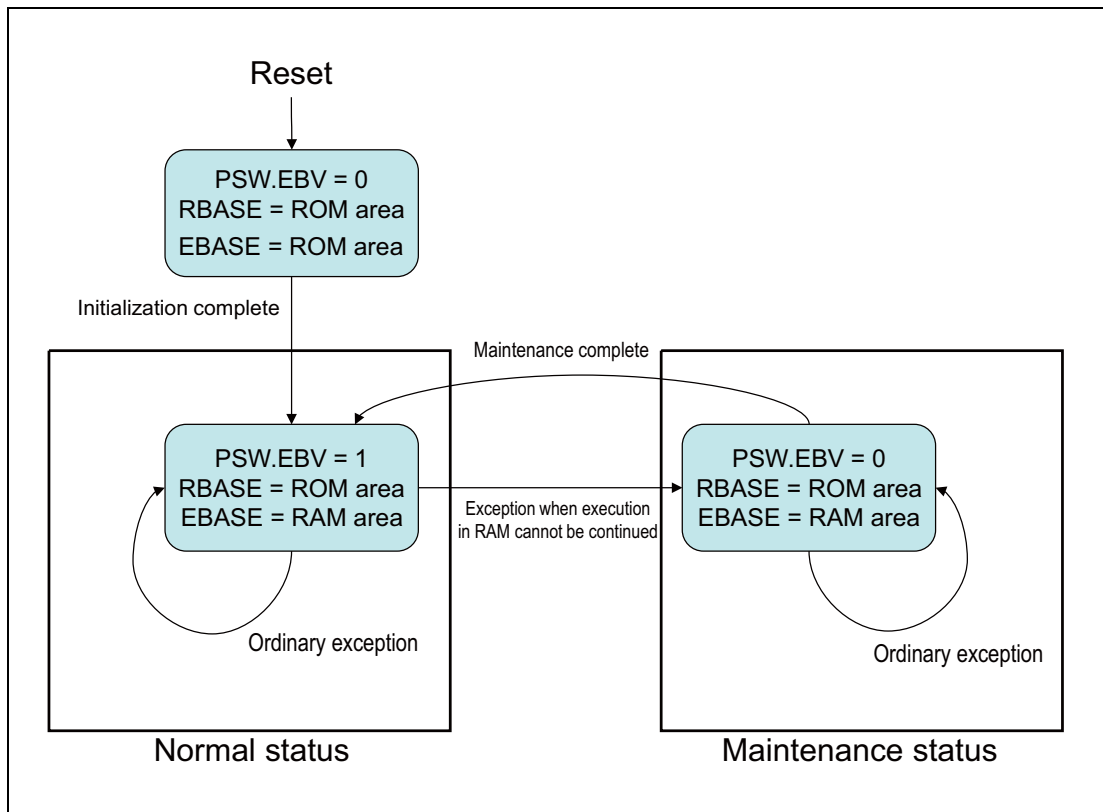 Reset
PSW.EBV = 0
RBASE = ROM area
EBASE = ROM area
Initialization complete
Maintenance complete
PSW.EBV = 1
RBASE = ROM area
EBASE = RAM area
Exception when execution
in RAM cannot be continued
PSW.EBV = 0
RBASE = ROM area
EBASE = RAM area
Ordinary exception
Ordinary exception
Normal status
Maintenance status